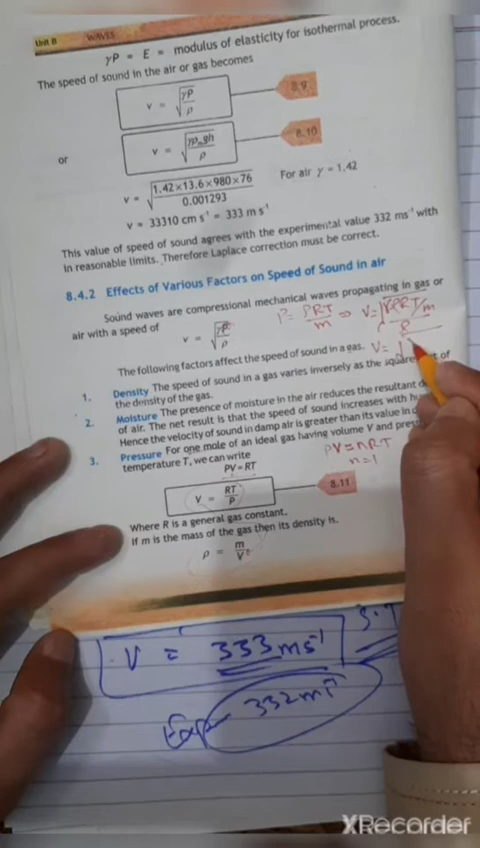 Unit 8 WAVES
γP = E = modulus of elasticity for isothermal process.
The speed of sound in the air or gas becomes
v = √(γP/ρ) 8.9
or v = √(γρₘgh/ρ) 8.10
v = √(1.42×13.6×980×76/0.001293) For air γ = 1.42
v = 33310 cm s⁻¹ = 333 m s⁻¹
This value of speed of sound agrees with the experimental value 332 ms⁻¹ with
in reasonable limits. Therefore Laplace correction must be correct.
8.4.2 Effects of Various Factors on Speed of Sound in air
Sound waves are compressional mechanical waves propagating in gas or
air with a speed of
v = √(γP/ρ)
P = ρRT/m ⇒ V = √(γρRT/m/ρ)
The following factors affect the speed of sound in a gas. V =
1. Density The speed of sound in a gas varies inversely as the square of
the density of the gas.
2. Moisture The presence of moisture in the air reduces the resultant
of air. The net result is that the speed of sound increases with
Hence the velocity of sound in damp air is greater than its value in
3. Pressure For one mole of an ideal gas having volume V and
temperature T, we can write
PV = nRT
n = 1
PV = RT
V = RT/P 8.11
Where R is a general gas constant.
If m is the mass of the gas then its density is.
ρ = m/V
V = 333 ms⁻¹
Exp 332 ms⁻¹
XRecorder